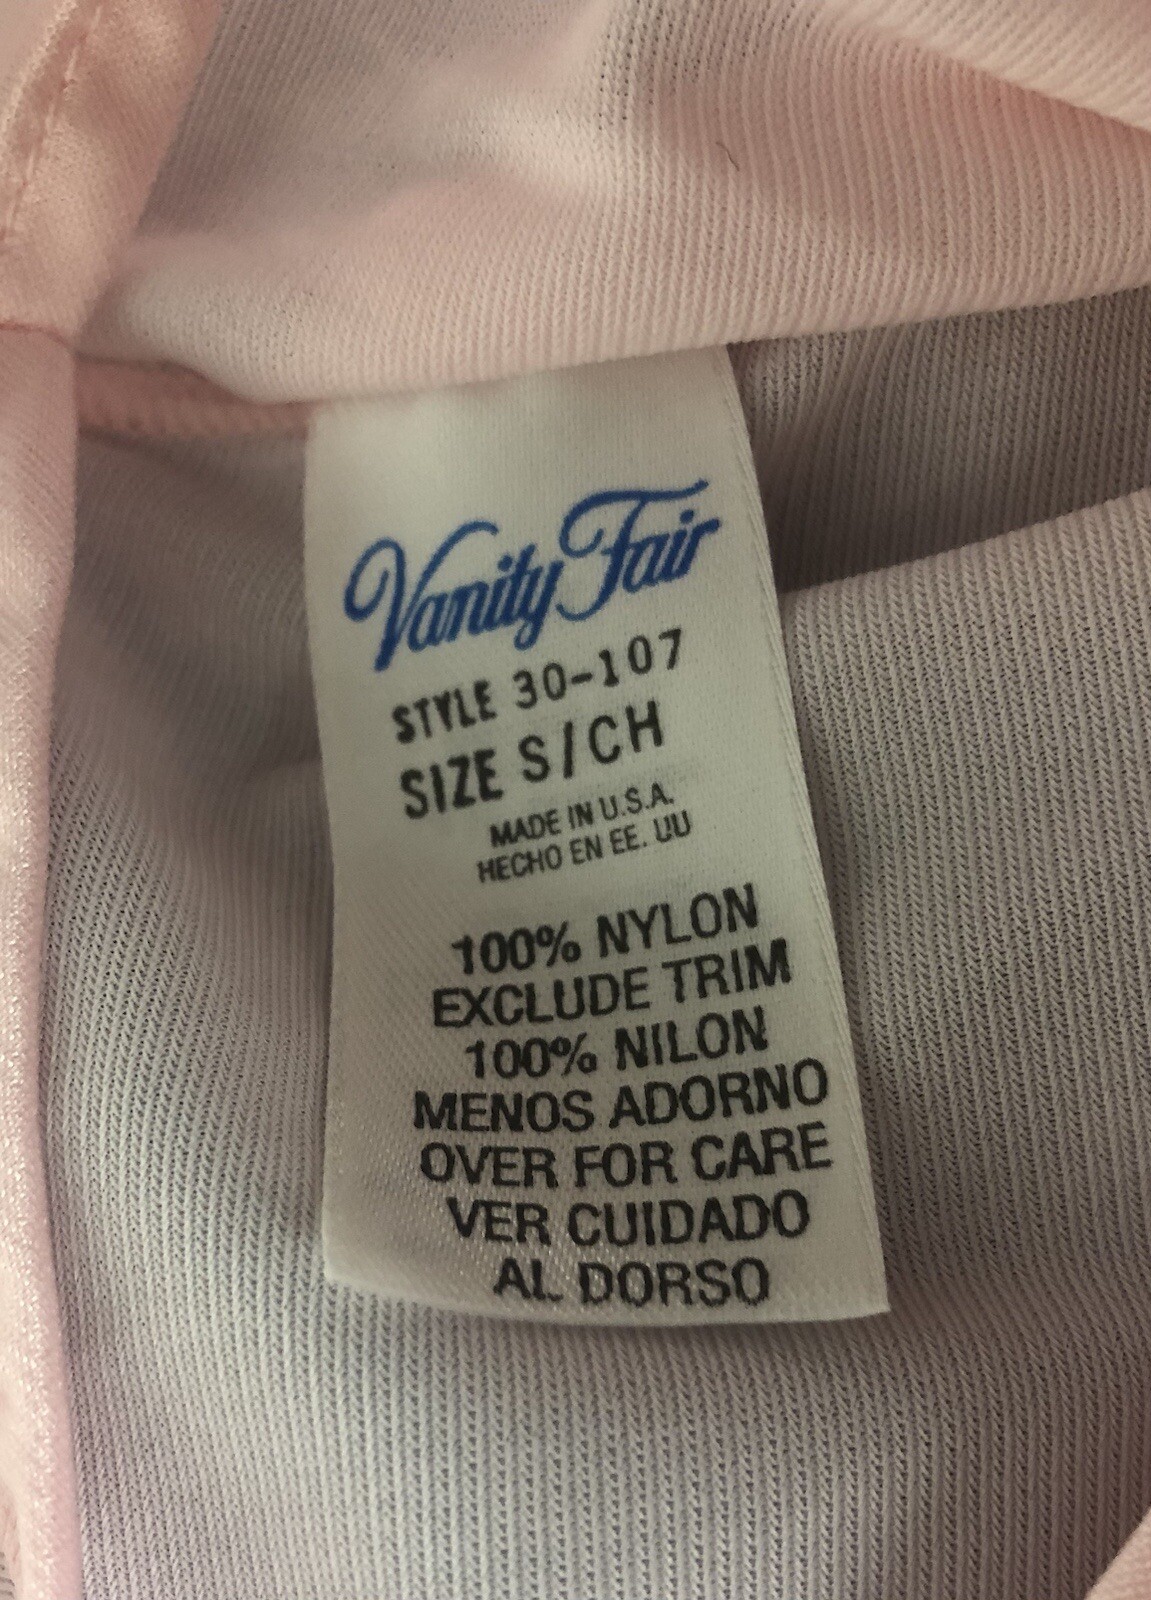 Vanity Fair
STYLE 30-107
SIZE S/CH
MADE IN U.S.A.
HECHO EN EE. UU
100% NYLON
EXCLUDE TRIM
100% NILON
MENOS ADORNO
OVER FOR CARE
VER CUIDADO
AL DORSO